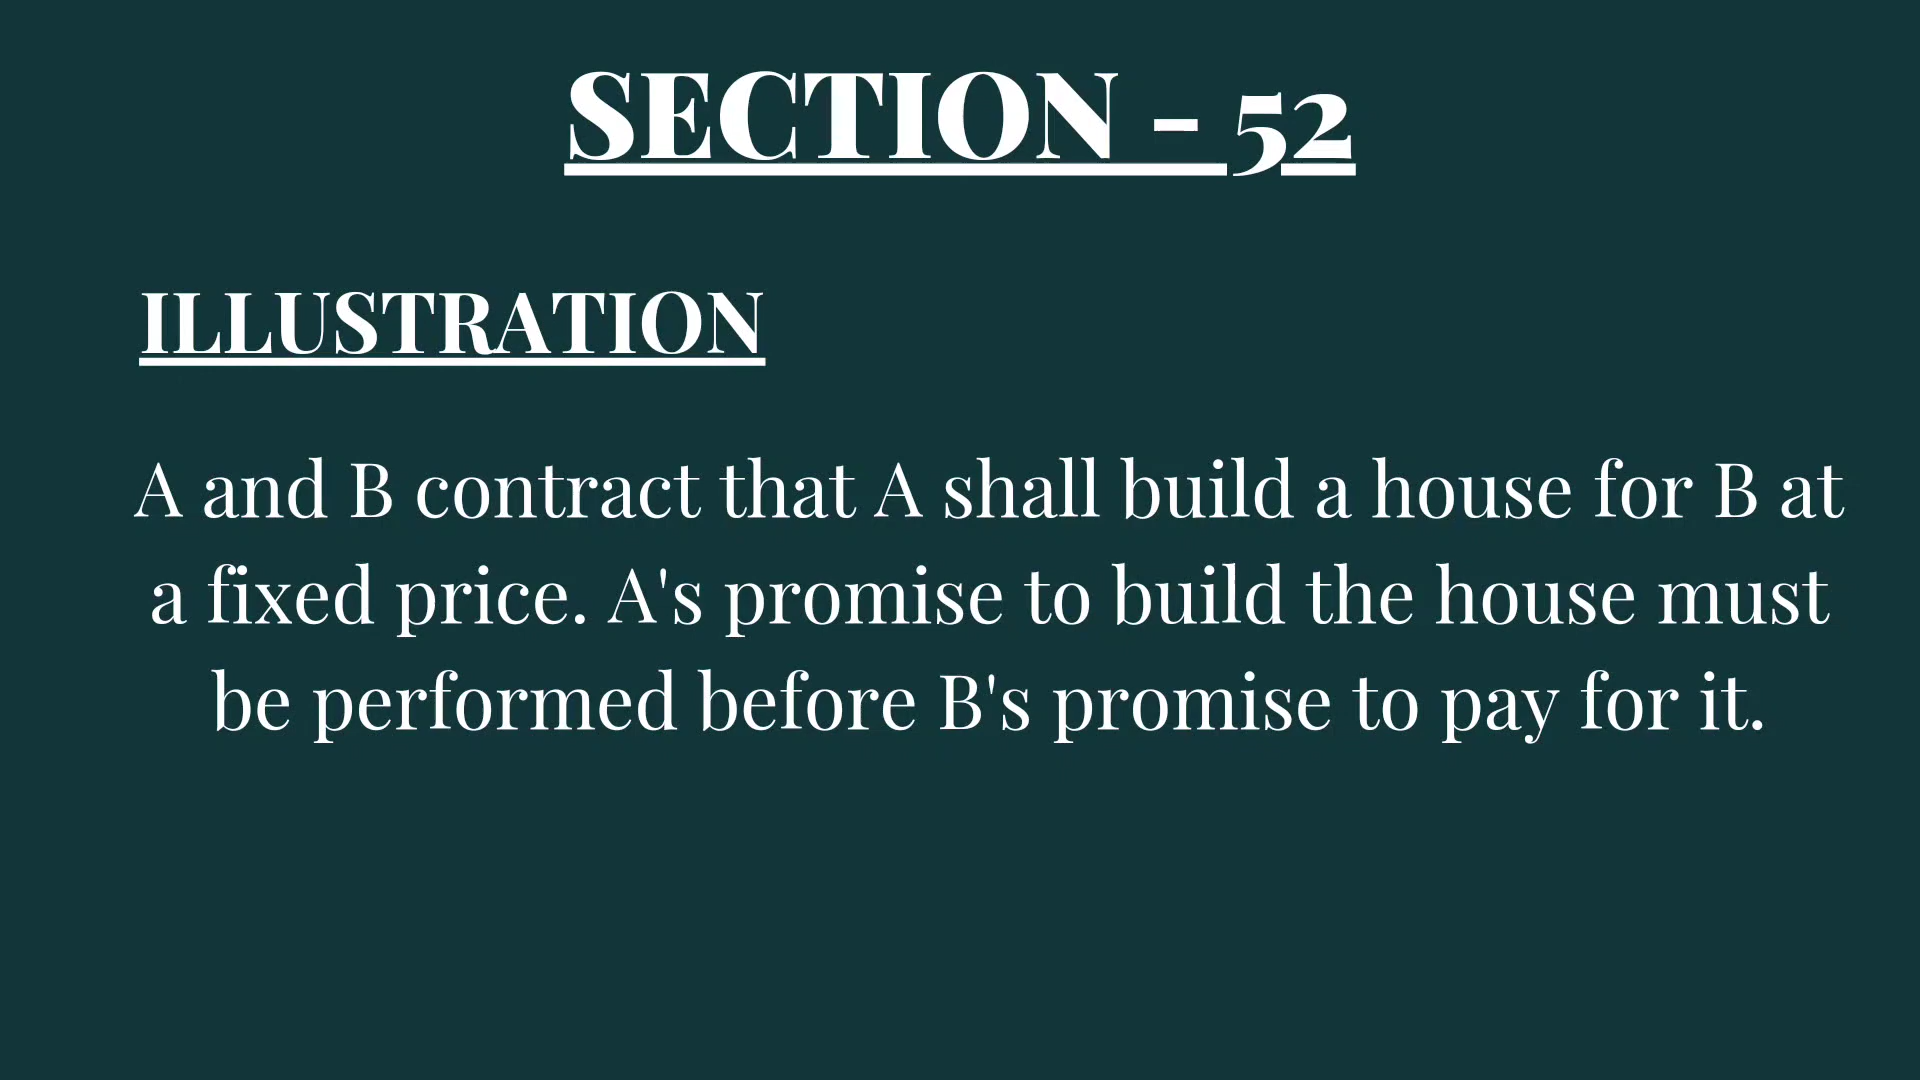 SECTION - 52
ILLUSTRATION
A and B contract that A shall build a house for B at
a fixed price. A's promise to build the house must
be performed before B's promise to pay for it.